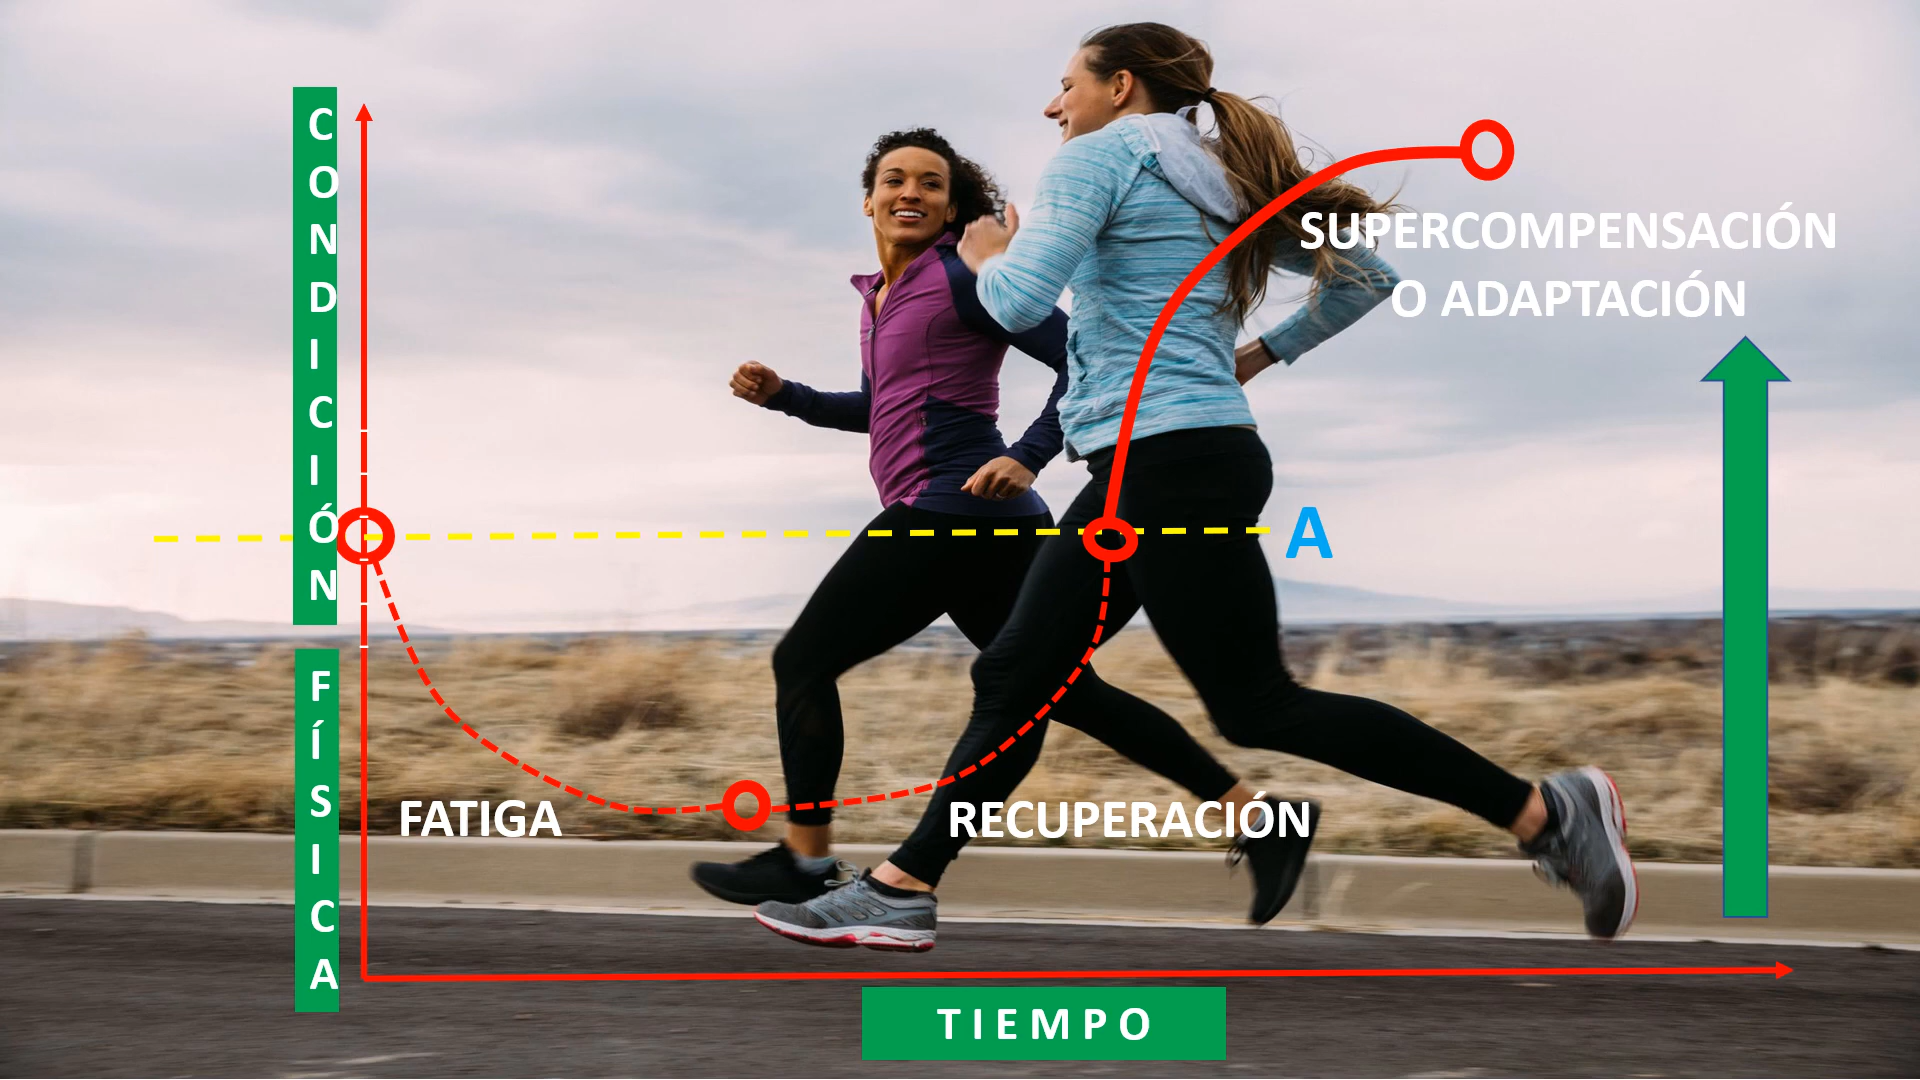 CONDICIÓN
FÍSICA
SUPERCOMPENSACIÓN
O ADAPTACIÓN
A
FATIGA
RECUPERACIÓN
TIEMPO